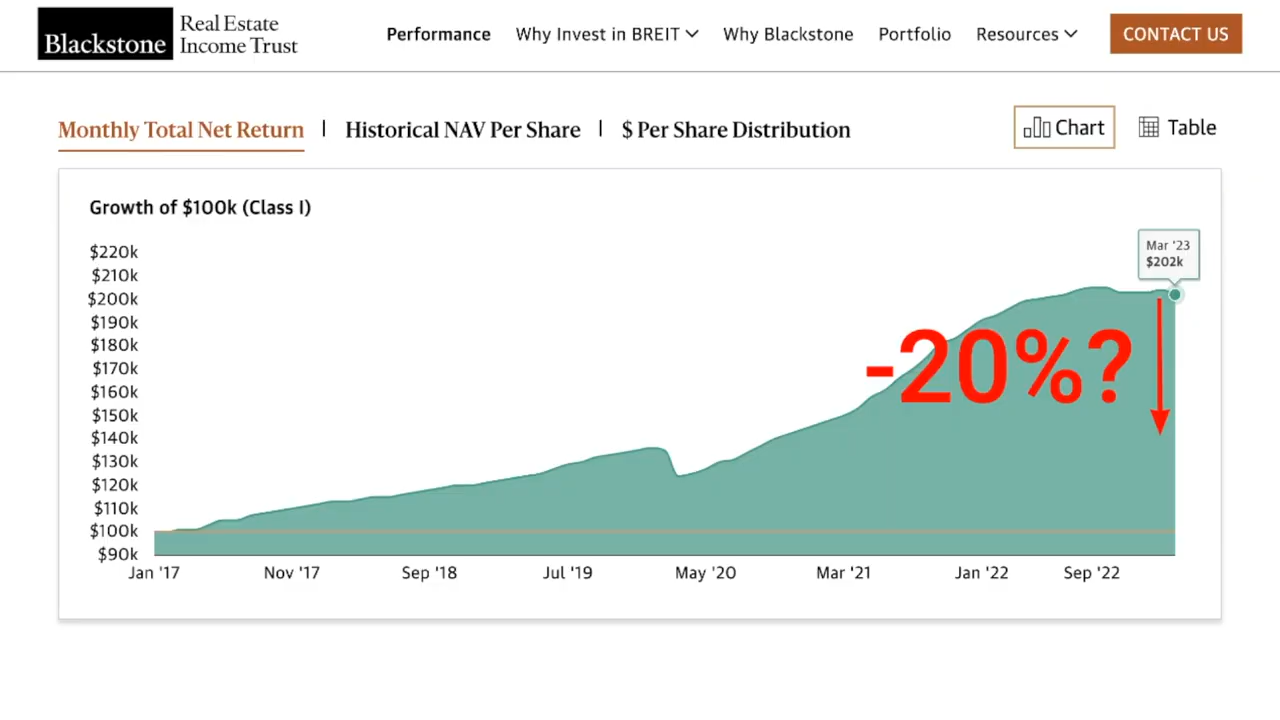 Blackstone
Real Estate
Income Trust
Performance
Why Invest in BREIT
Why Blackstone
Portfolio
Resources
CONTACT US
Monthly Total Net Return
Historical NAV Per Share
$ Per Share Distribution
Chart
Table
Growth of $100k (Class I)
$220k
$210k
$200k
$190k
$180k
$170k
$160k
$150k
$140k
$130k
$120k
$110k
$100k
$90k
Mar '23
$202k
-20%?
Jan '17
Nov '17
Sep '18
Jul '19
May '20
Mar '21
Jan '22
Sep '22